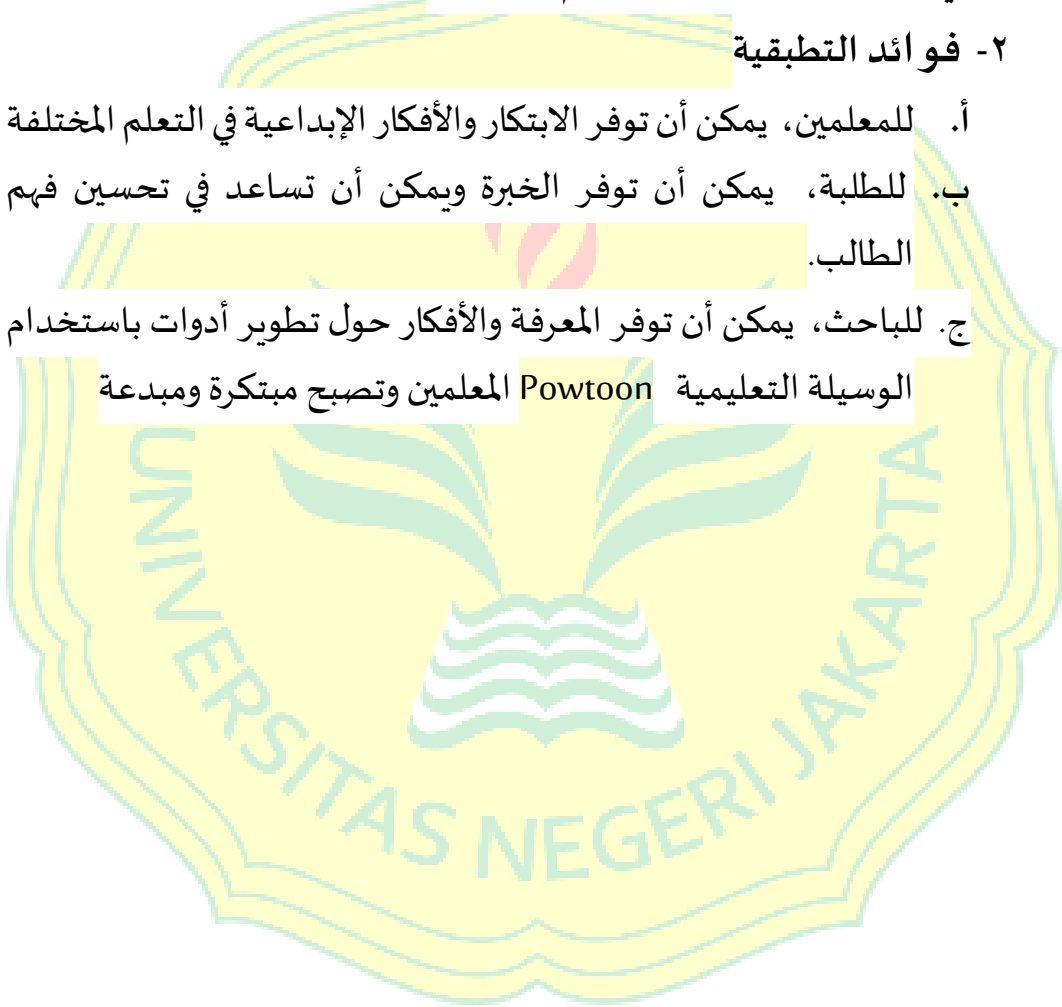 ٢- فوائد التطبقية
أ. للمعلمين، يمكن أن توفر الابتكار والأفكار الإبداعية في التعلم المختلفة
ب. للطلبة، يمكن أن توفر الخبرة ويمكن أن تساعد في تحسين فهم
الطالب.
ج. للباحث، يمكن أن توفر المعرفة والأفكار حول تطوير أدوات باستخدام
الوسيلة التعليمية Powtoon المعلمين وتصبح مبتكرة ومبدعة
UNIVERSITAS NEGERI JAKARTA